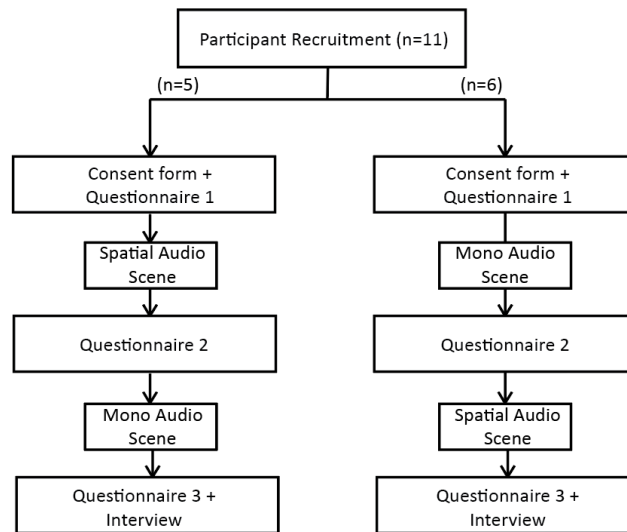 Participant Recruitment (n=11)
(n=5)
(n=6)
Consent form +
Questionnaire 1
Spatial Audio
Scene
Questionnaire 2
Mono Audio
Scene
Questionnaire 3 +
Interview
Consent form +
Questionnaire 1
Mono Audio
Scene
Questionnaire 2
Spatial Audio
Scene
Questionnaire 3 +
Interview